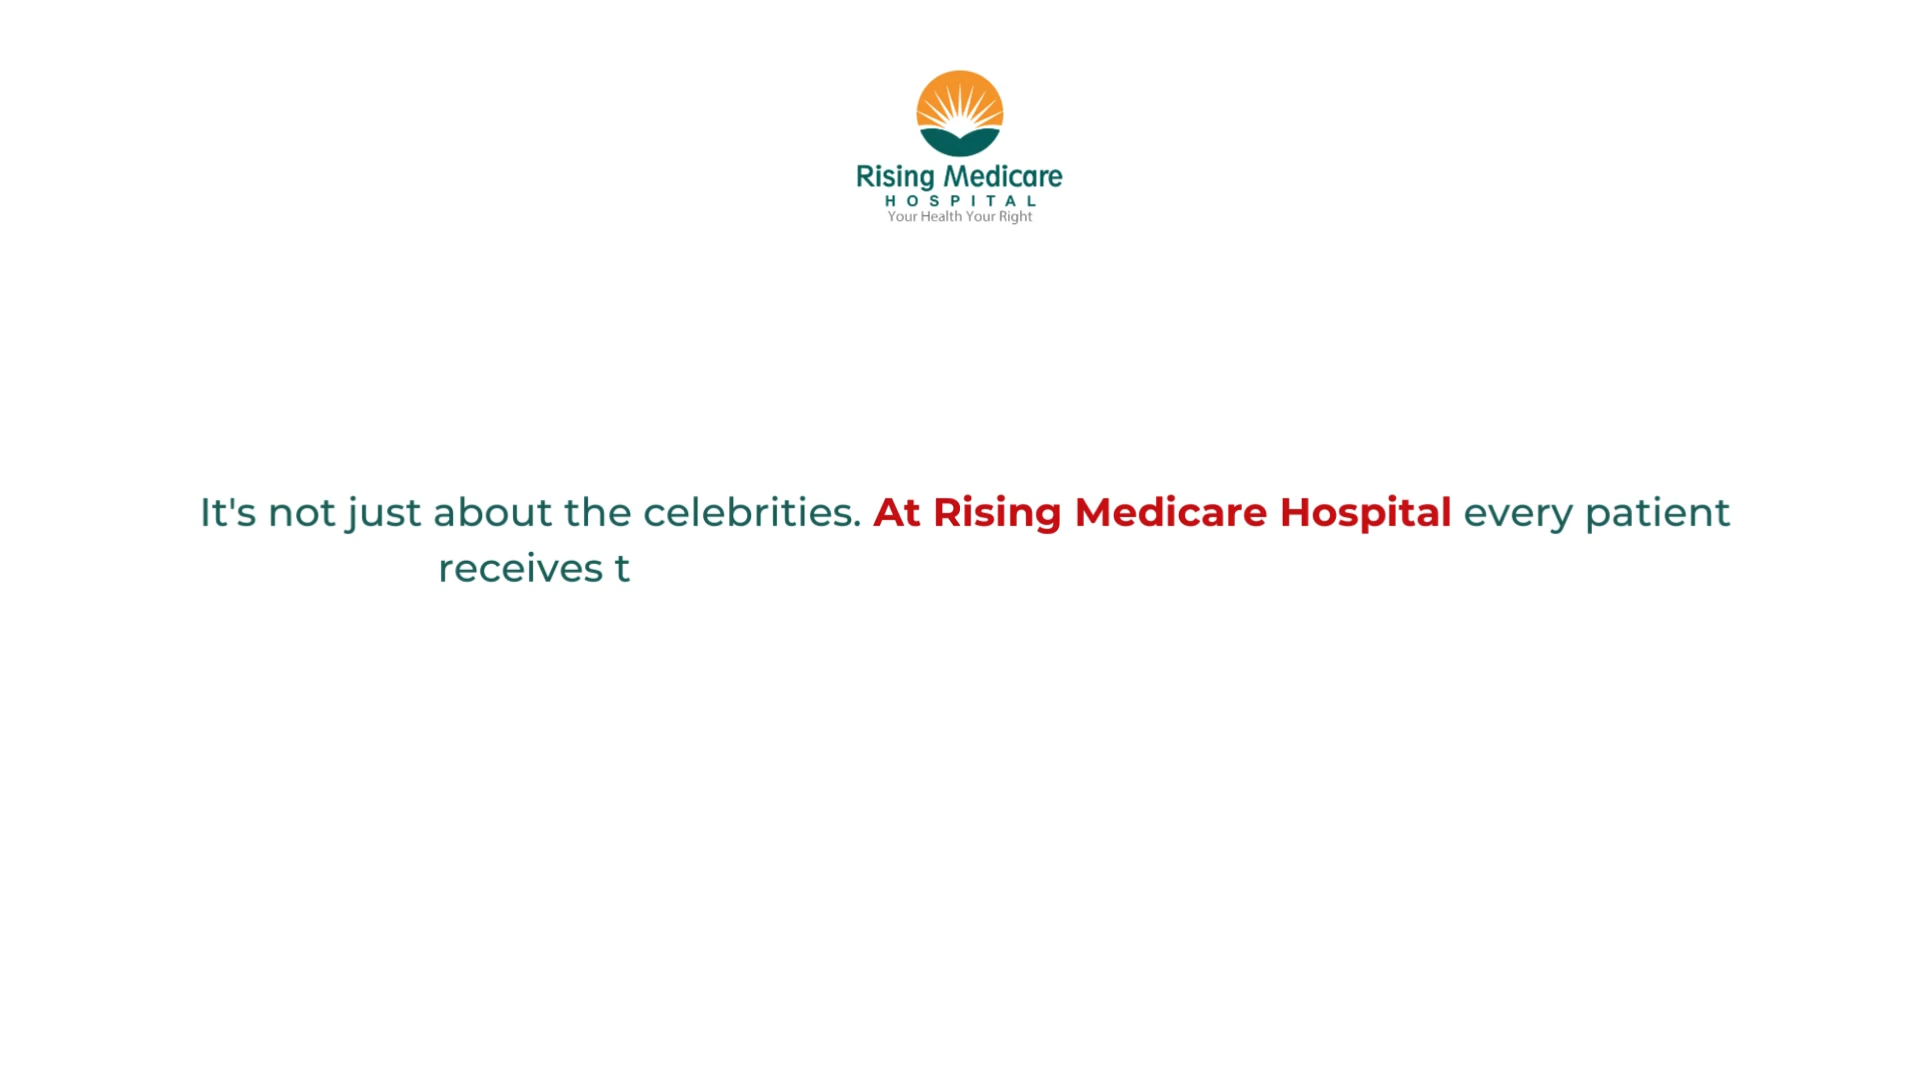 Rising Medicare
HOSPITAL
Your Health Your Right
It's not just about the celebrities. At Rising Medicare Hospital every patient
receives t